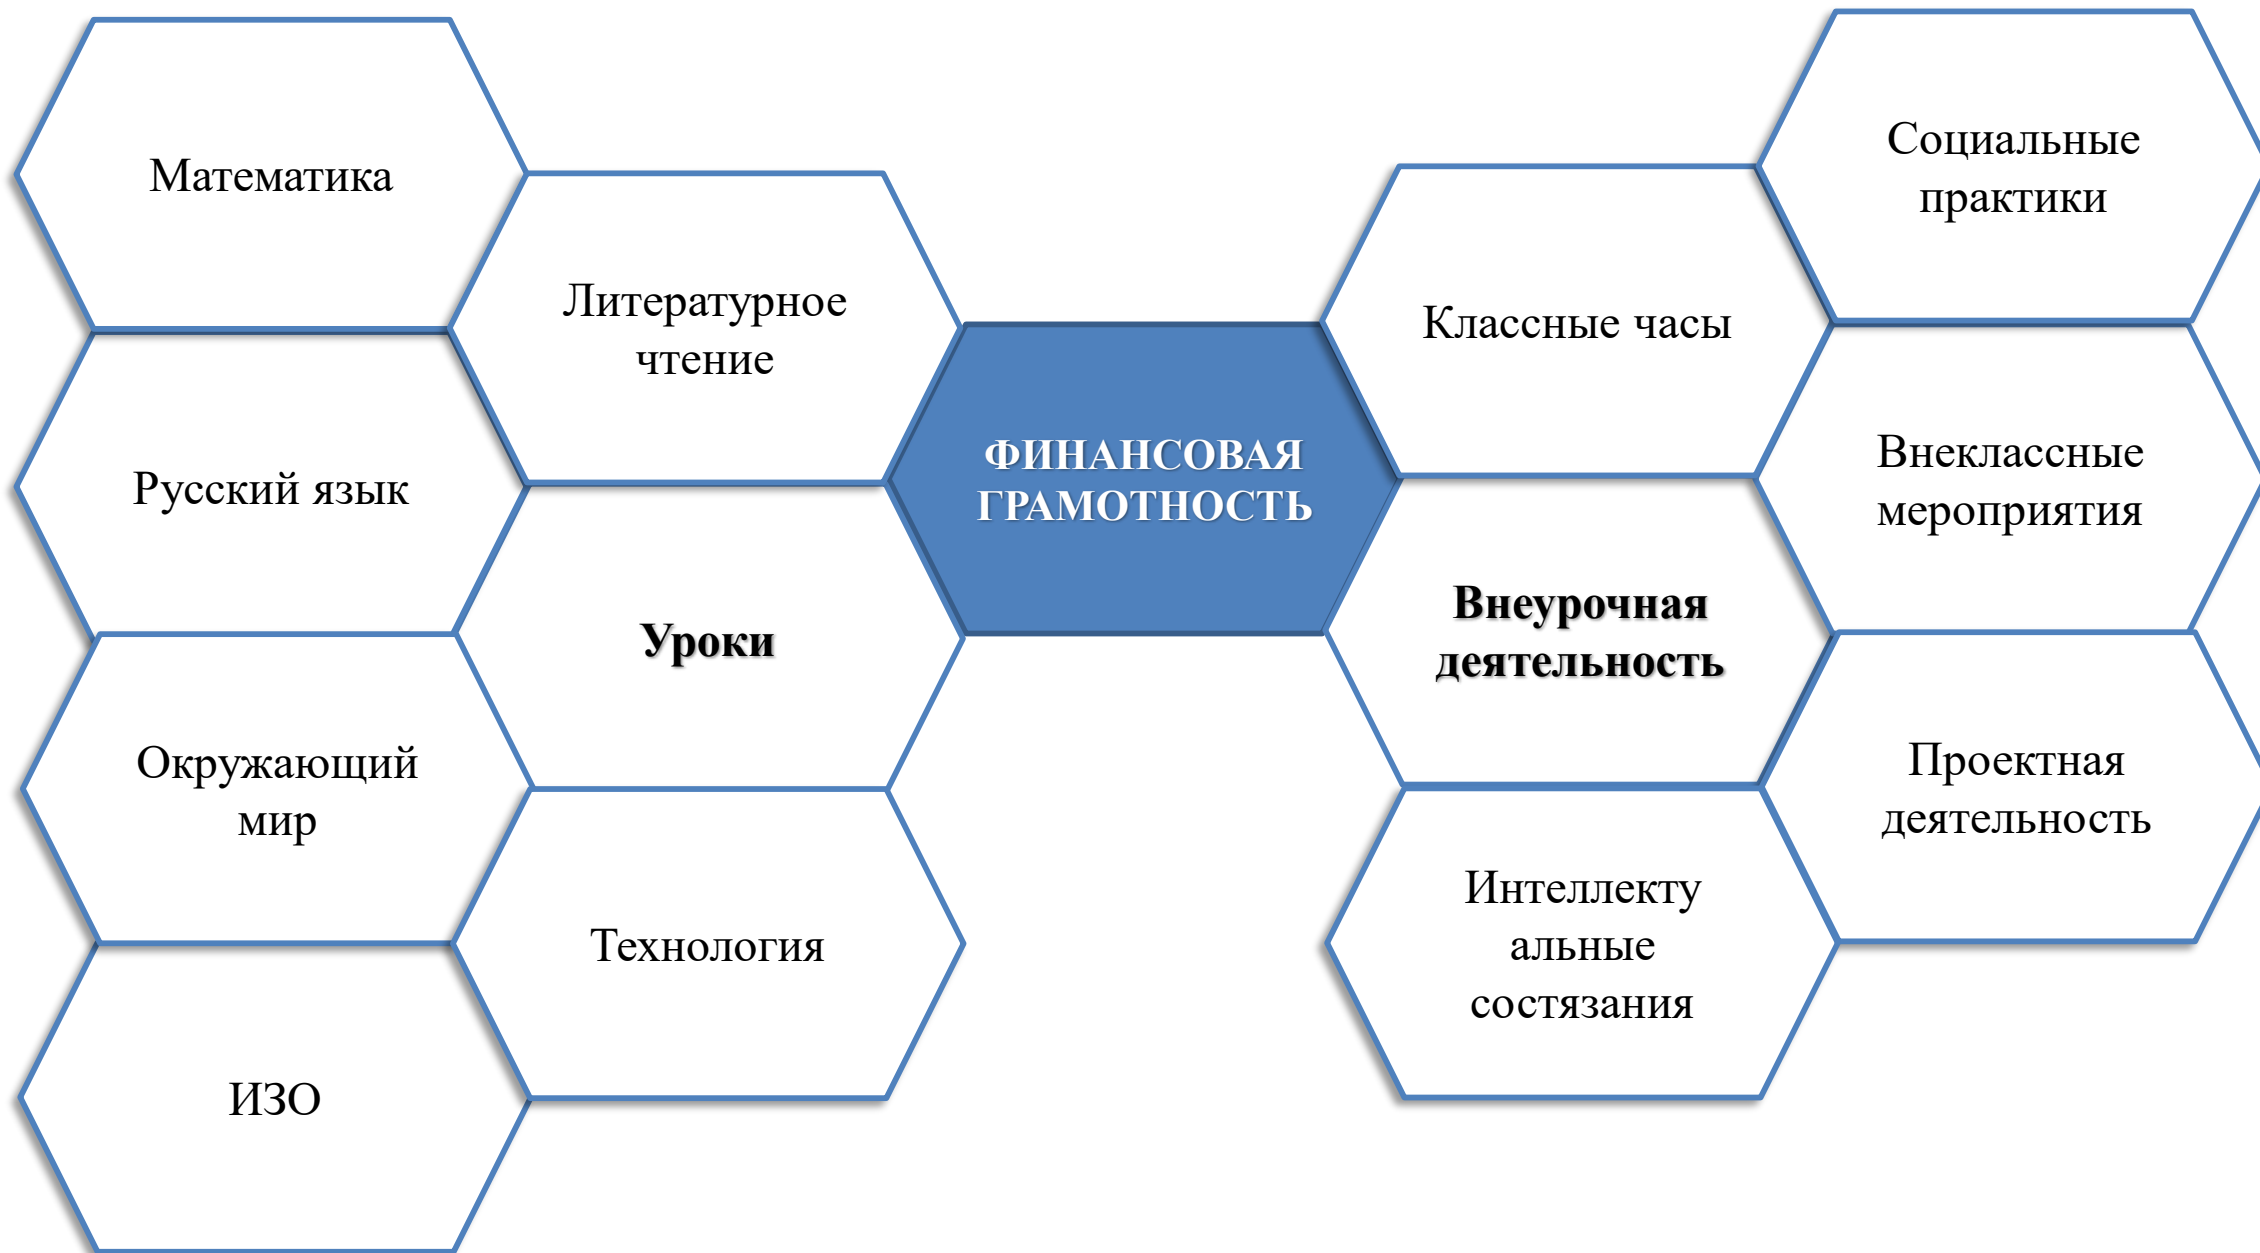 Математика
Русский язык
Окружающий
мир
ИЗО
Литературное
чтение
Уроки
Технология
ФИНАНСОВАЯ
ГРАМОТНОСТЬ
Классные часы
Внеурочная
деятельность
Интеллекту
альные
состязания
Социальные
практики
Внеклассные
мероприятия
Проектная
деятельность